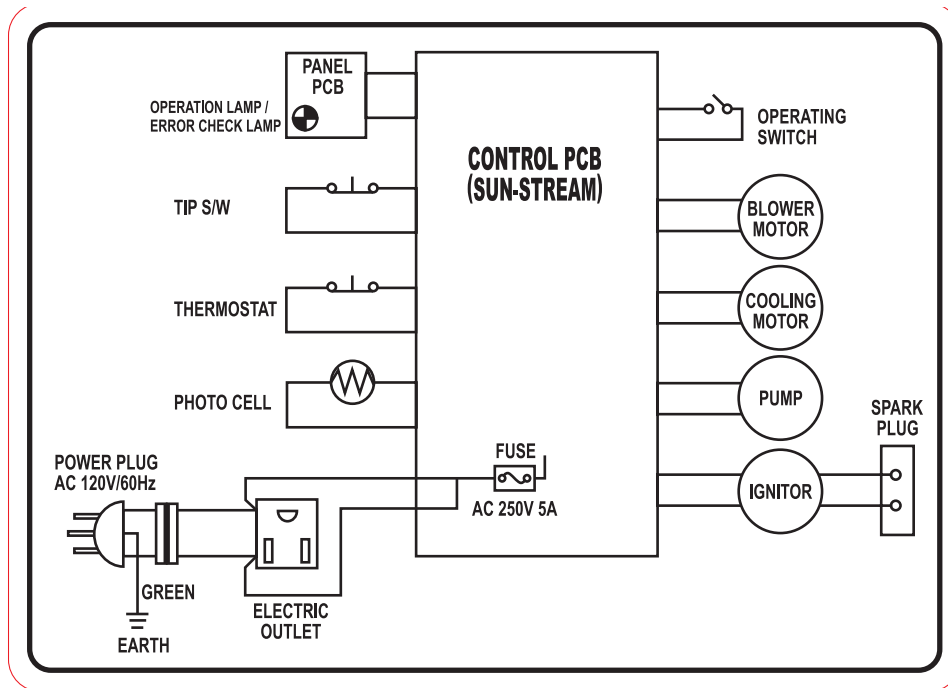 PANEL
PCB
OPERATION LAMP /
ERROR CHECK LAMP
TIP S/W
THERMOSTAT
PHOTO CELL
POWER PLUG
AC 120V/60Hz
GREEN
EARTH
ELECTRIC
OUTLET
CONTROL PCB
(SUN-STREAM)
FUSE
AC 250V 5A
OPERATING
SWITCH
BLOWER
MOTOR
COOLING
MOTOR
PUMP
IGNITOR
SPARK
PLUG